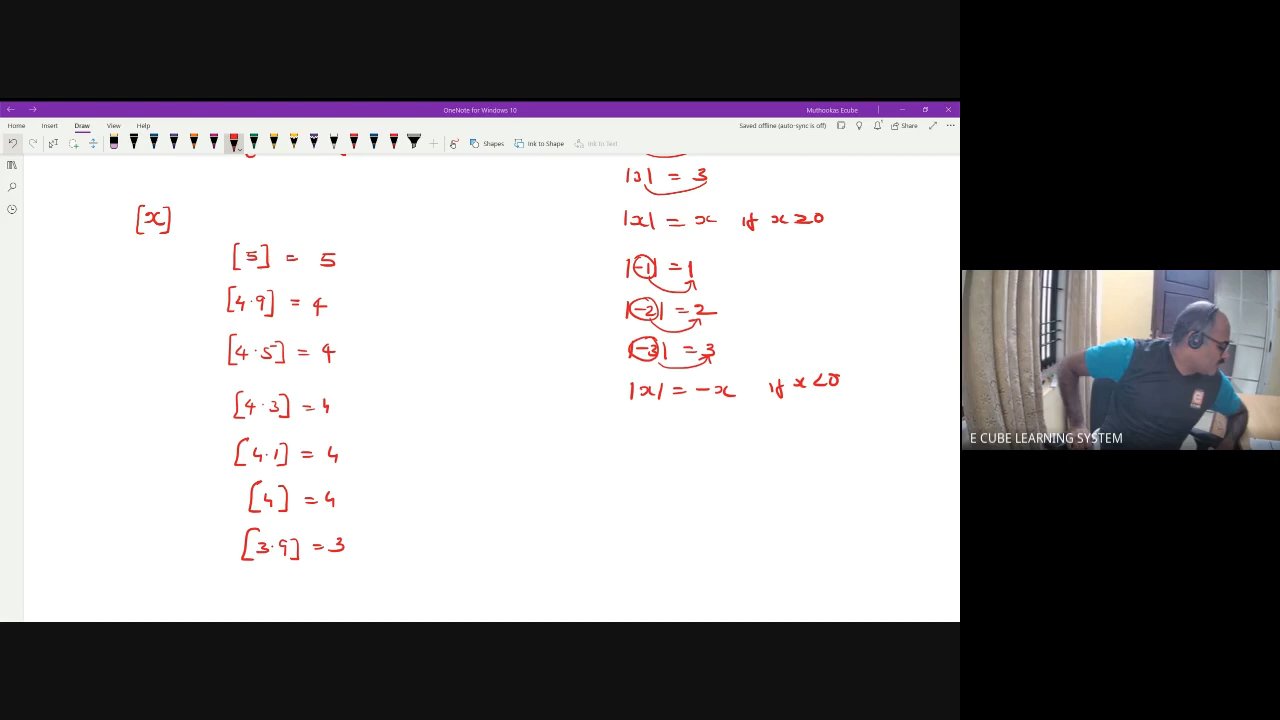 OneNote for Windows 10
Muthookas Ecube
Home Insert Draw View Help
Saved offline (auto-sync is off)
Share
Shapes
Ink to Shape
Ink to Text
[x]
[5] = 5
[4.9] = 4
[4.5] = 4
[4.3] = 4
[4.1] = 4
[4] = 4
[3.9] = 3
|3| = 3
|x| = x if x ≥ 0
|-1| = 1
|-2| = 2
|-3| = 3
|x| = -x if x < 0
E CUBE LEARNING SYSTEM